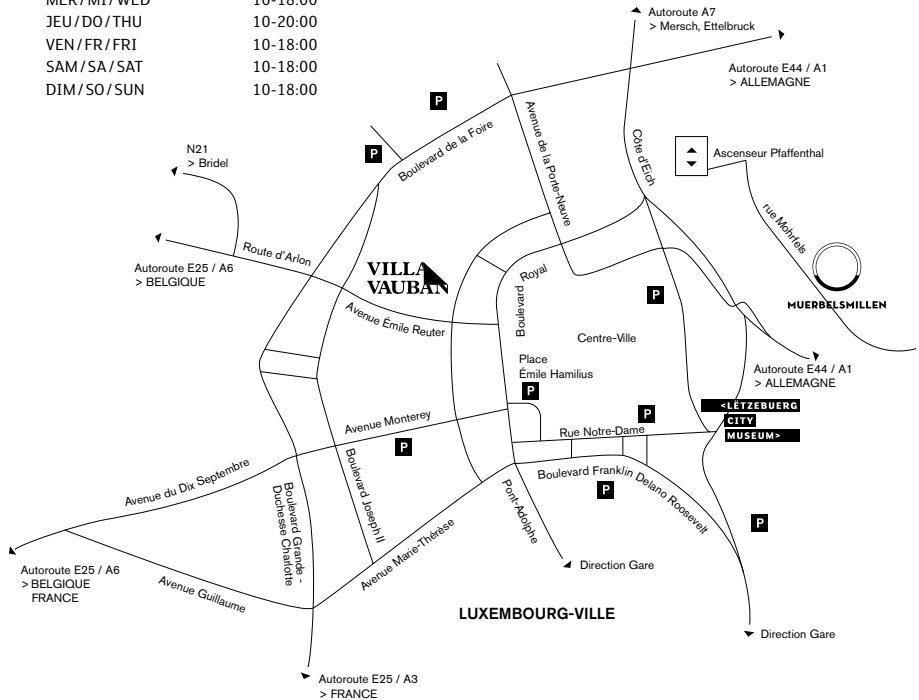 MER/MI/WED 10-18:00
JEU/DO/THU 10-20:00
VEN/FR/FRI 10-18:00
SAM/SA/SAT 10-18:00
DIM/SO/SUN 10-18:00
Autoroute A7
> Mersch, Ettelbruck
Autoroute E44 / A1
> ALLEMAGNE
P
P
Boulevard de la Foire
Avenue de la Porte-Neuve
Côte d'Eich
Ascenseur Pfaffenthal
N21
> Bridel
rue Mohrfels
Route d'Arlon
Autoroute E25 / A6
> BELGIQUE
VILLA
VAUBAN
Boulevard Royal
P
MUERBELSMILLEN
Avenue Émile Reuter
Centre-Ville
Place
Émile Hamilius
P
Autoroute E44 / A1
> ALLEMAGNE
<LËTZEBUERG
CITY
MUSEUM>
Avenue Monterey
P
Rue Notre-Dame
P
Avenue du Dix Septembre
Boulevard Grande -
Duchesse Charlotte
Boulevard Joseph II
Avenue Marie-Thérèse
Pont-Adolphe
Boulevard Franklin Delano Roosevelt
P
P
Autoroute E25 / A6
> BELGIQUE
FRANCE
Avenue Guillaume
Direction Gare
LUXEMBOURG-VILLE
Direction Gare
Autoroute E25 / A3
> FRANCE